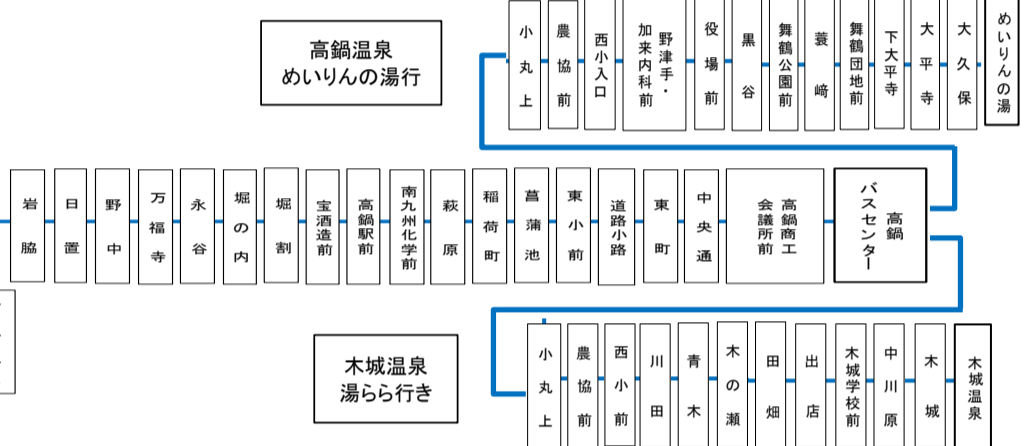 高鍋温泉
めいりんの湯行
小丸上
農協前
西小入口
野津手・
加来内科前
役場前
黒谷
舞鶴公園前
蓑﨑
舞鶴団地前
下大平寺
大平寺
大久保
めいりんの湯
岩脇
日置
野中
万福寺
永谷
堀の内
堀割
宝酒造前
高鍋駅前
南九州化学前
萩原
稲荷町
菖蒲池
東小前
道路小路
東町
中央通
高鍋商工
会議所前
高鍋
バスセンター
木城温泉
湯らら行き
小丸上
農協前
西小前
川田
青木
木の瀬
田畑
出店
木城学校前
中川原
木城
木城温泉